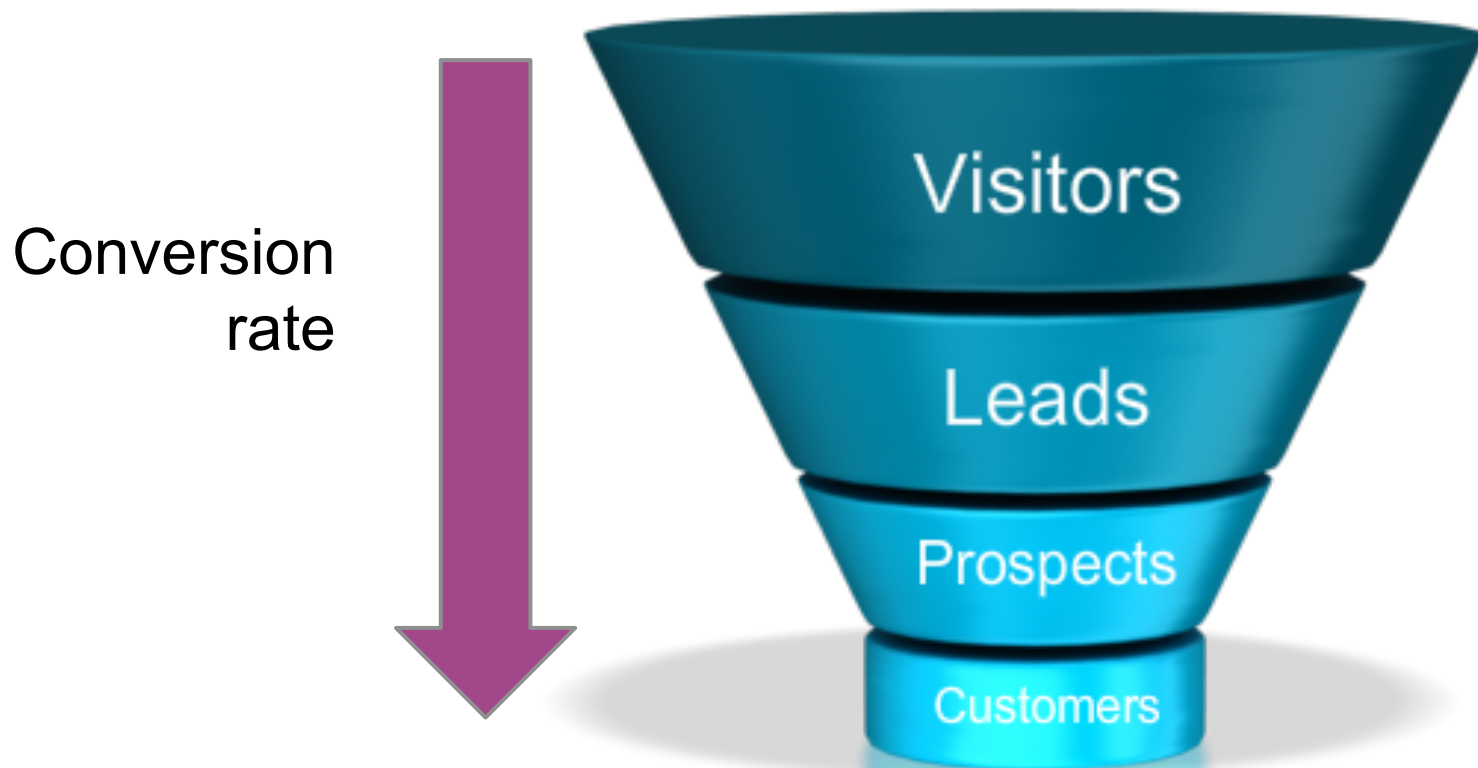 Conversion
rate
Visitors
Leads
Prospects
Customers